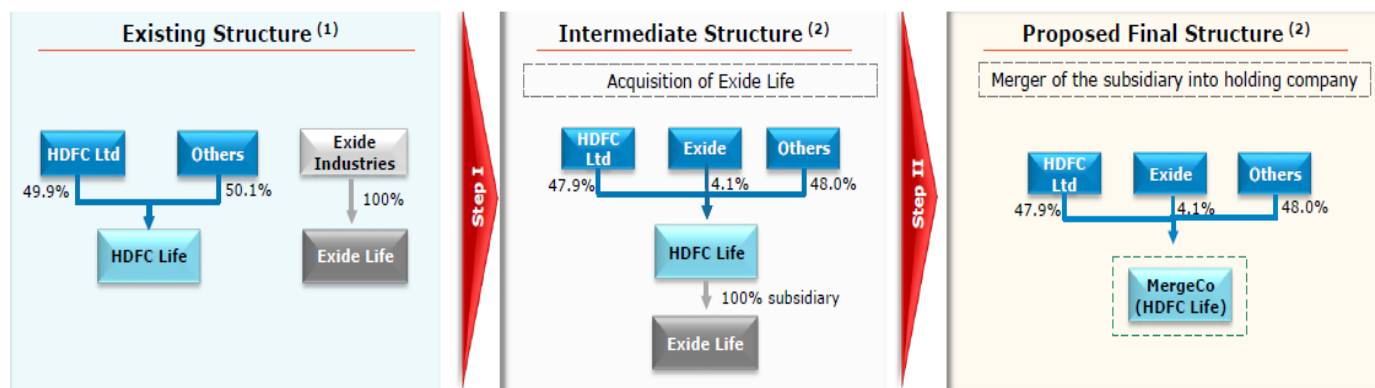 Existing Structure (1)
HDFC Ltd
Others
Exide
Industries
49.9%
50.1%
100%
HDFC Life
Exide Life
Step I
Intermediate Structure (2)
Acquisition of Exide Life
HDFC
Ltd
Exide
Others
47.9%
4.1%
48.0%
HDFC Life
100% subsidiary
Exide Life
Step II
Proposed Final Structure (2)
Merger of the subsidiary into holding company
HDFC
Ltd
Exide
Others
47.9%
4.1%
48.0%
MergeCo
(HDFC Life)